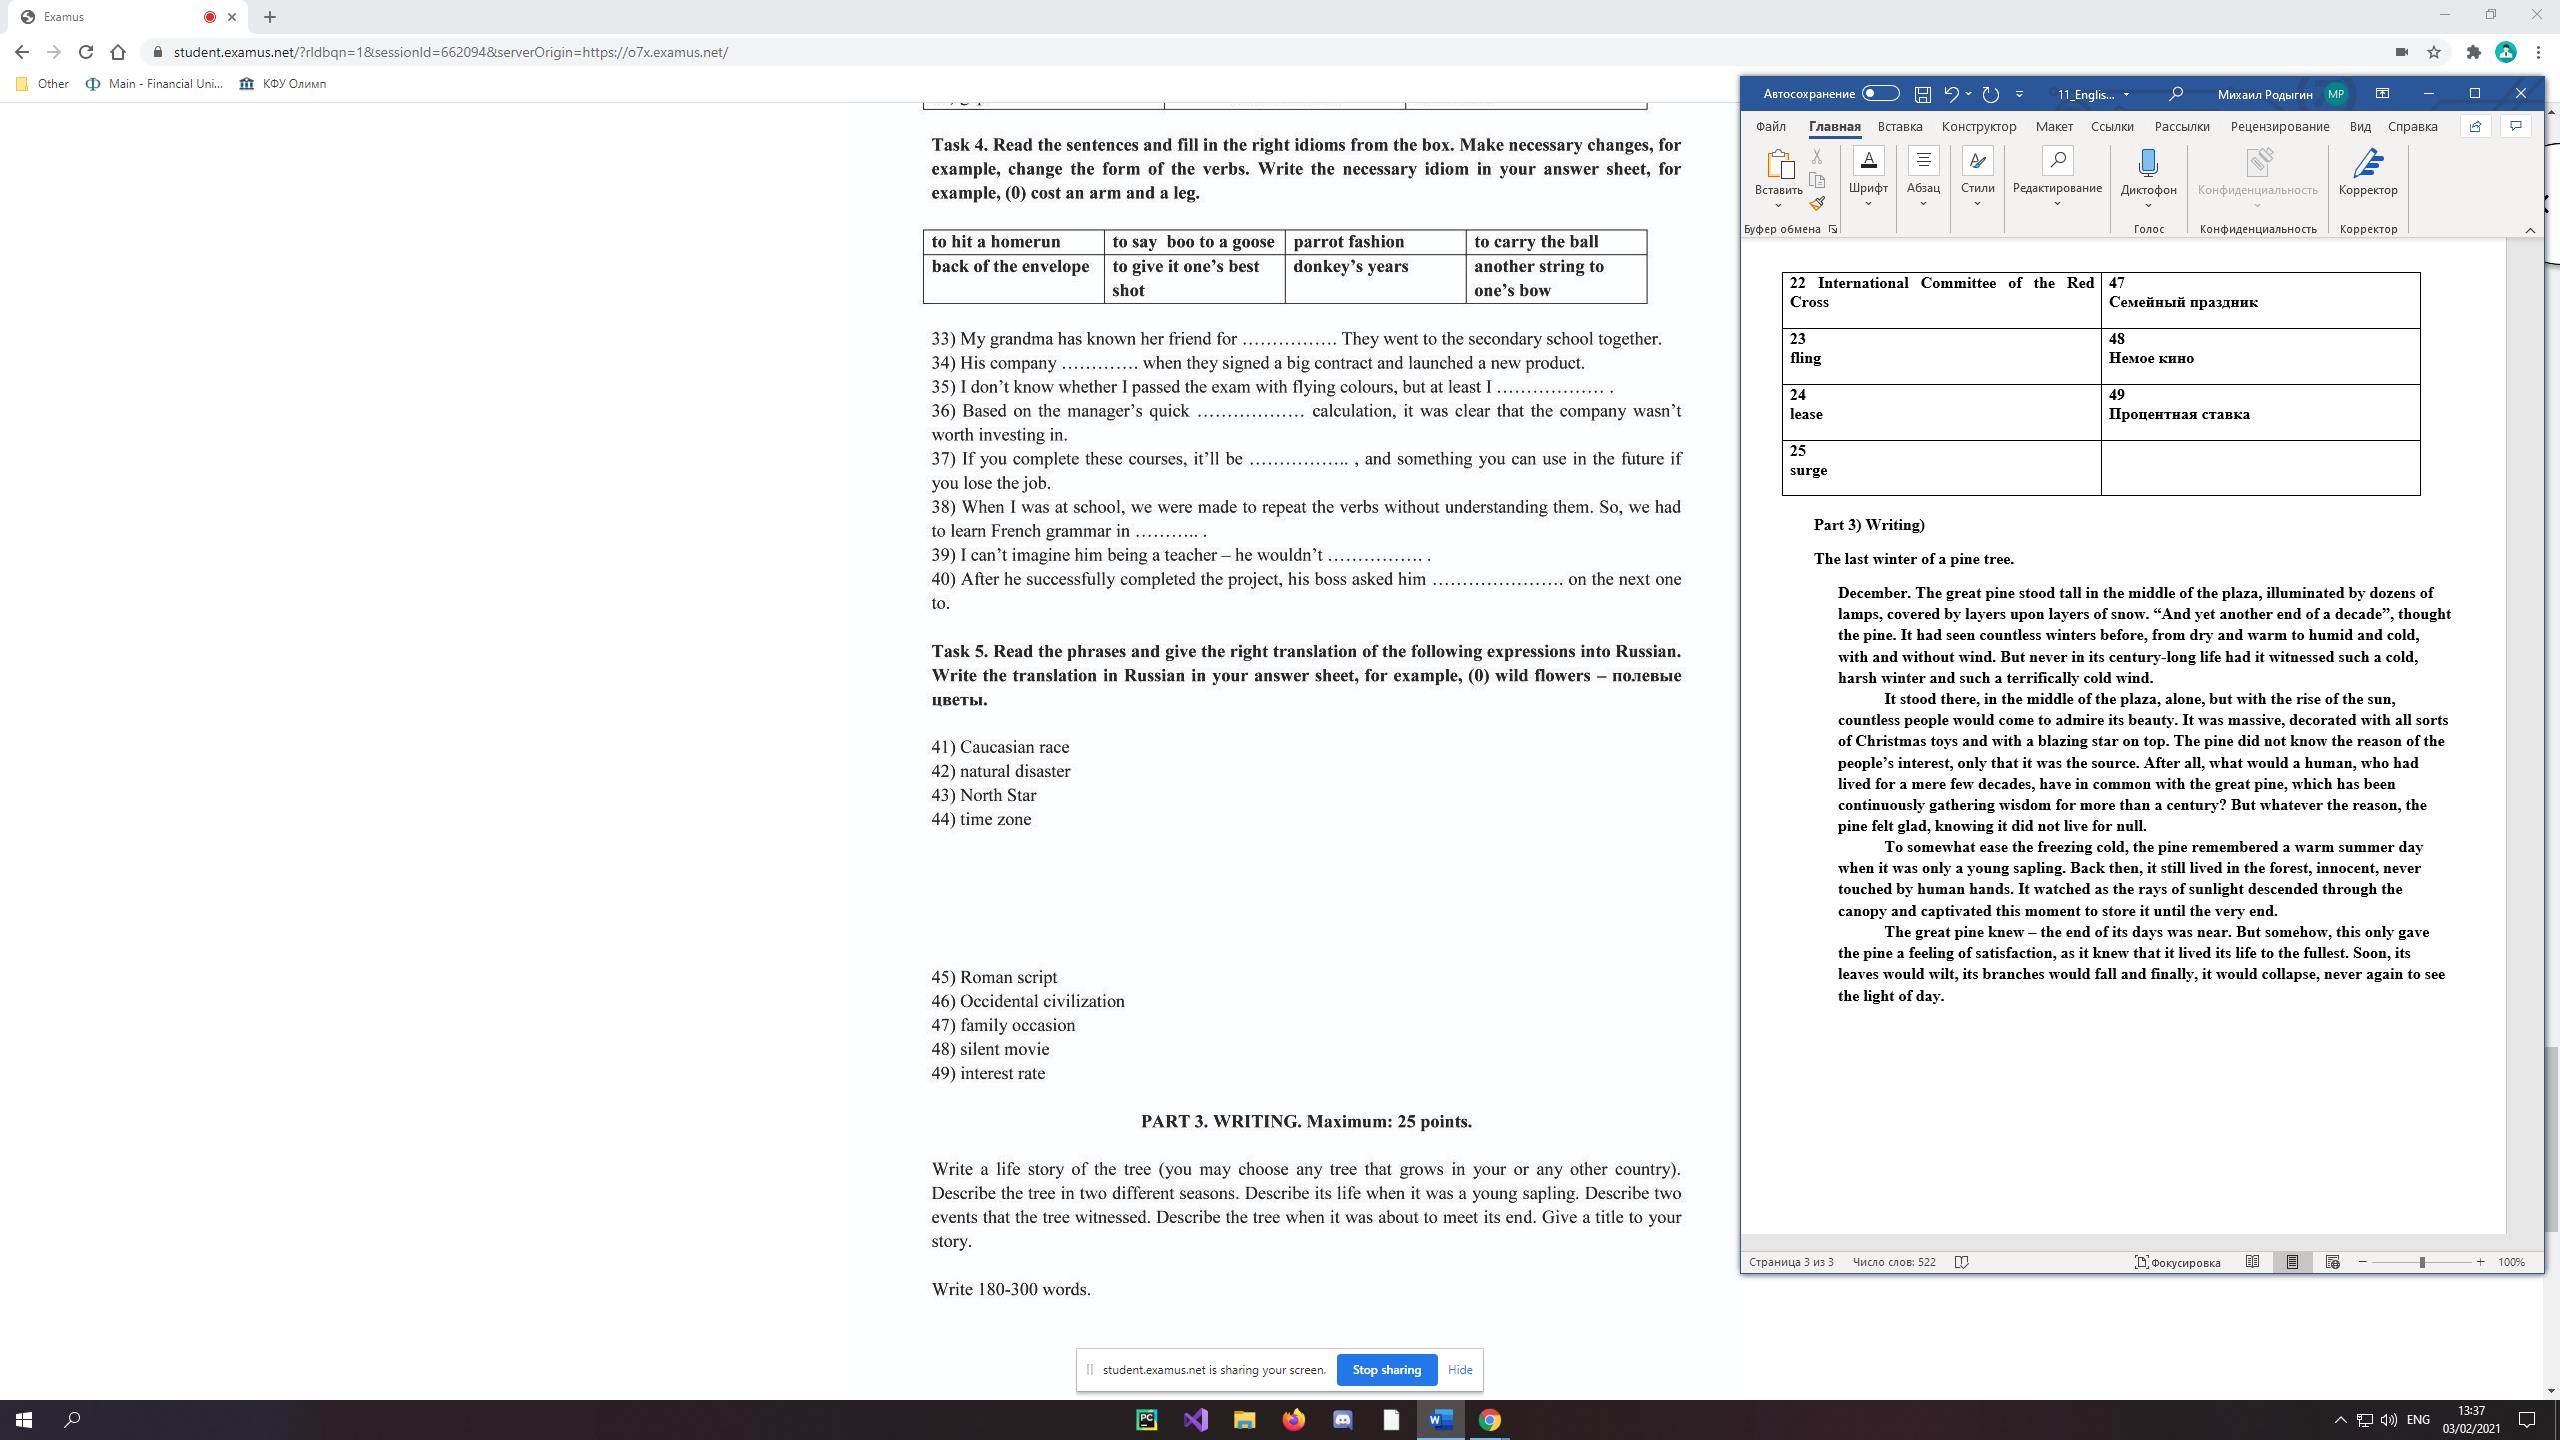 Examus
student.examus.net/?rldbqn=1&sessionId=662094&serverOrigin=https://o7x.examus.net/
Other
Main - Financial Uni...
КФУ Олимп
Task 4. Read the sentences and fill in the right idioms from the box. Make necessary changes, for
example, change the form of the verbs. Write the necessary idiom in your answer sheet, for
example, (0) cost an arm and a leg.
to hit a homerun
to say boo to a goose
parrot fashion
to carry the ball
back of the envelope
to give it one's best
shot
donkey's years
another string to
one's bow
33) My grandma has known her friend for ……………. They went to the secondary school together.
34) His company …………. when they signed a big contract and launched a new product.
35) I don't know whether I passed the exam with flying colours, but at least I ……………… .
36) Based on the manager's quick ……………… calculation, it was clear that the company wasn't
worth investing in.
37) If you complete these courses, it'll be …………….. , and something you can use in the future if
you lose the job.
38) When I was at school, we were made to repeat the verbs without understanding them. So, we had
to learn French grammar in ……….. .
39) I can't imagine him being a teacher – he wouldn't ……………. .
40) After he successfully completed the project, his boss asked him …………………. on the next one
to.
Task 5. Read the phrases and give the right translation of the following expressions into Russian.
Write the translation in Russian in your answer sheet, for example, (0) wild flowers – полевые
цветы.
41) Caucasian race
42) natural disaster
43) North Star
44) time zone
45) Roman script
46) Occidental civilization
47) family occasion
48) silent movie
49) interest rate
PART 3. WRITING. Maximum: 25 points.
Write a life story of the tree (you may choose any tree that grows in your or any other country).
Describe the tree in two different seasons. Describe its life when it was a young sapling. Describe two
events that the tree witnessed. Describe the tree when it was about to meet its end. Give a title to your
story.
Write 180-300 words.
student.examus.net is sharing your screen.
Stop sharing
Hide
Автосохранение
11_Englis...
Михаил Родыгин
МР
Файл
Главная
Вставка
Конструктор
Макет
Ссылки
Рассылки
Рецензирование
Вид
Справка
Вставить
Шрифт
Абзац
Стили
Редактирование
Диктофон
Конфиденциальность
Корректор
Буфер обмена
Голос
Конфиденциальность
Корректор
22 International Committee of the Red
Cross
47
Семейный праздник
23
fling
48
Немое кино
24
lease
49
Процентная ставка
25
surge
Part 3) Writing)
The last winter of a pine tree.
December. The great pine stood tall in the middle of the plaza, illuminated by dozens of
lamps, covered by layers upon layers of snow. “And yet another end of a decade”, thought
the pine. It had seen countless winters before, from dry and warm to humid and cold,
with and without wind. But never in its century-long life had it witnessed such a cold,
harsh winter and such a terrifically cold wind.
It stood there, in the middle of the plaza, alone, but with the rise of the sun,
countless people would come to admire its beauty. It was massive, decorated with all sorts
of Christmas toys and with a blazing star on top. The pine did not know the reason of the
people's interest, only that it was the source. After all, what would a human, who had
lived for a mere few decades, have in common with the great pine, which has been
continuously gathering wisdom for more than a century? But whatever the reason, the
pine felt glad, knowing it did not live for null.
To somewhat ease the freezing cold, the pine remembered a warm summer day
when it was only a young sapling. Back then, it still lived in the forest, innocent, never
touched by human hands. It watched as the rays of sunlight descended through the
canopy and captivated this moment to store it until the very end.
The great pine knew – the end of its days was near. But somehow, this only gave
the pine a feeling of satisfaction, as it knew that it lived its life to the fullest. Soon, its
leaves would wilt, its branches would fall and finally, it would collapse, never again to see
the light of day.
Страница 3 из 3
Число слов: 522
Фокусировка
100%
ENG
13:37
03/02/2021